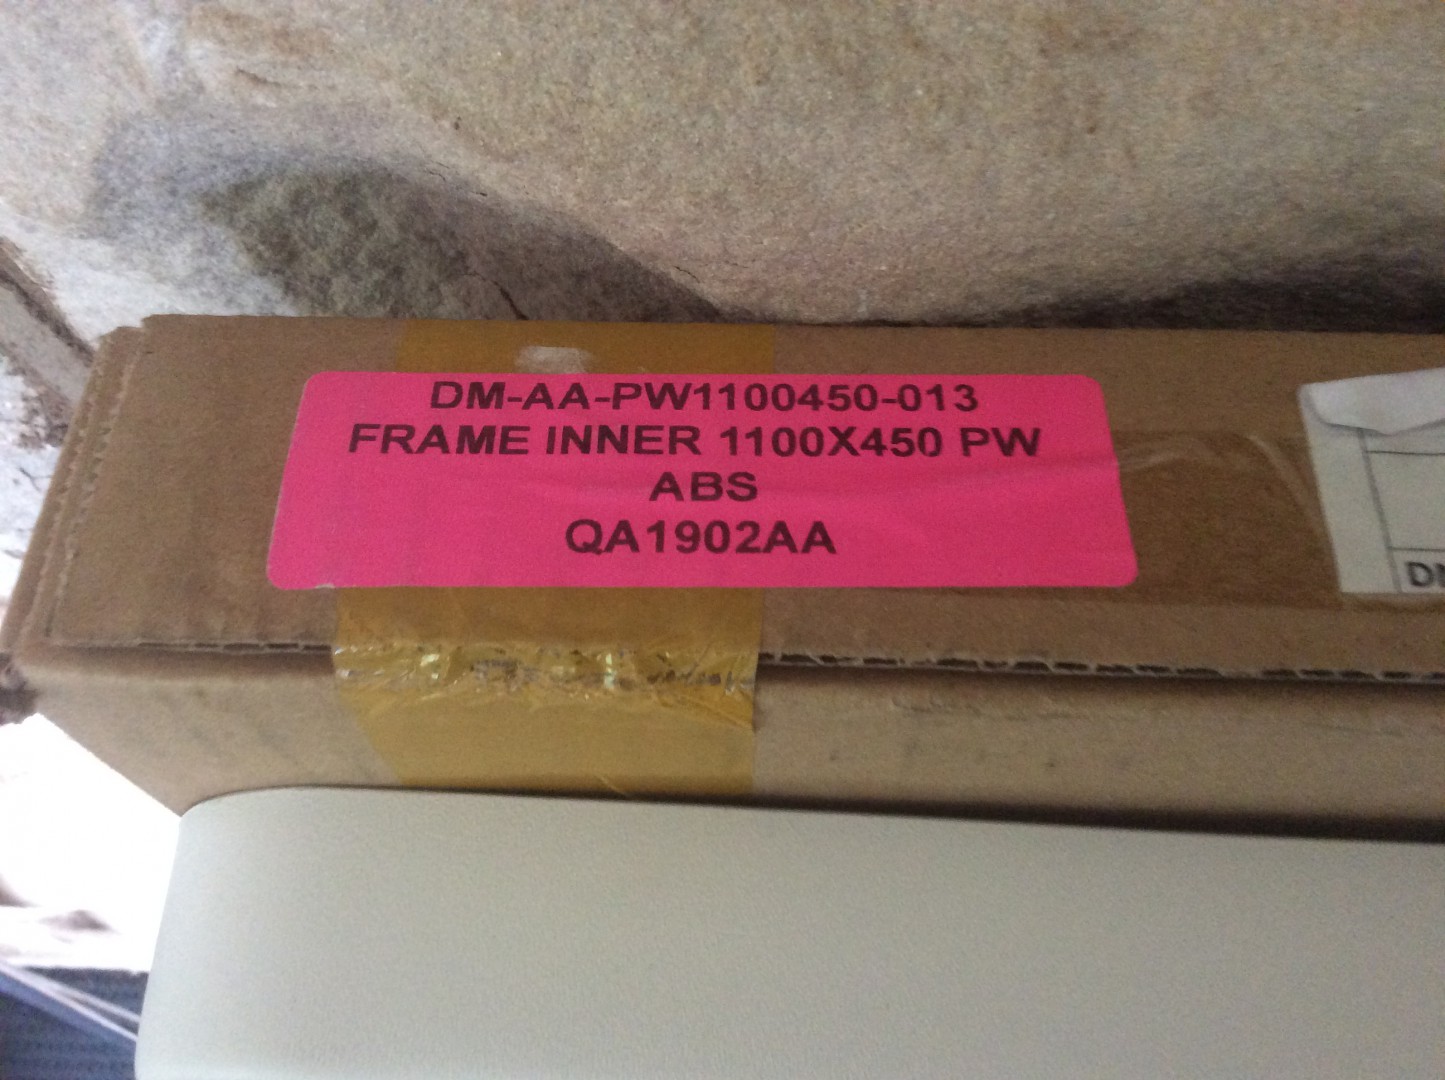 DM-AA-PW1100450-013
FRAME INNER 1100X450 PW
ABS
QA1902AA